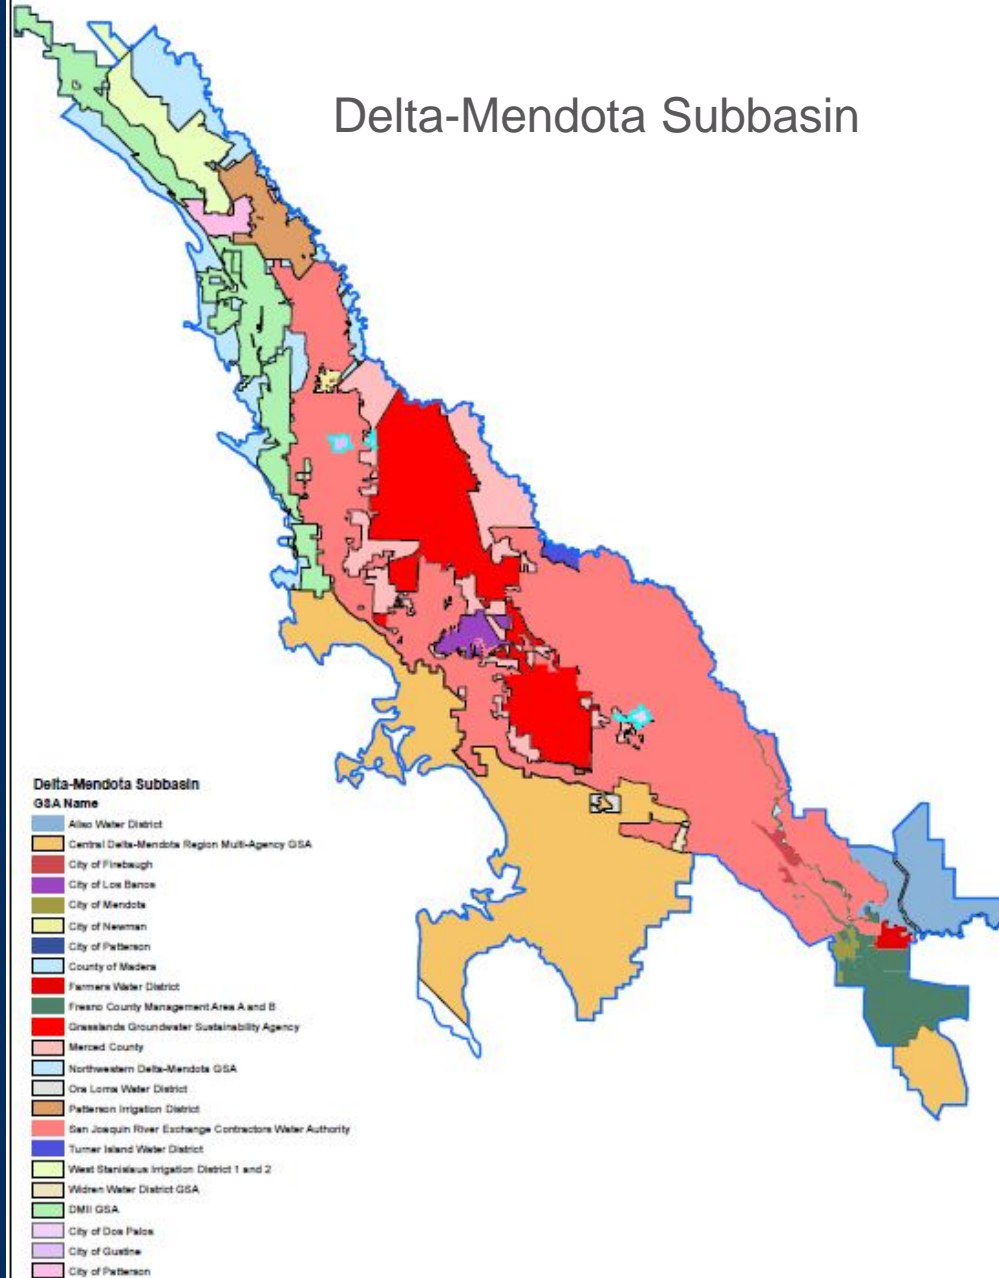 Delta-Mendota Subbasin
Delta-Mendota Subbasin
GSA Name
Aliso Water District
Central Delta-Mendota Region Multi-Agency GSA
City of Firebaugh
City of Los Banos
City of Mendota
City of Newman
City of Patterson
County of Madera
Farmers Water District
Fresno County Management Area A and B
Grasslands Groundwater Sustainability Agency
Merced County
Northwestern Delta-Mendota GSA
Oro Loma Water District
Patterson Irrigation District
San Joaquin River Exchange Contractors Water Authority
Turner Island Water District
West Stanislaus Irrigation District 1 and 2
Widren Water District GSA
DMII GSA
City of Dos Palos
City of Gustine
City of Patterson